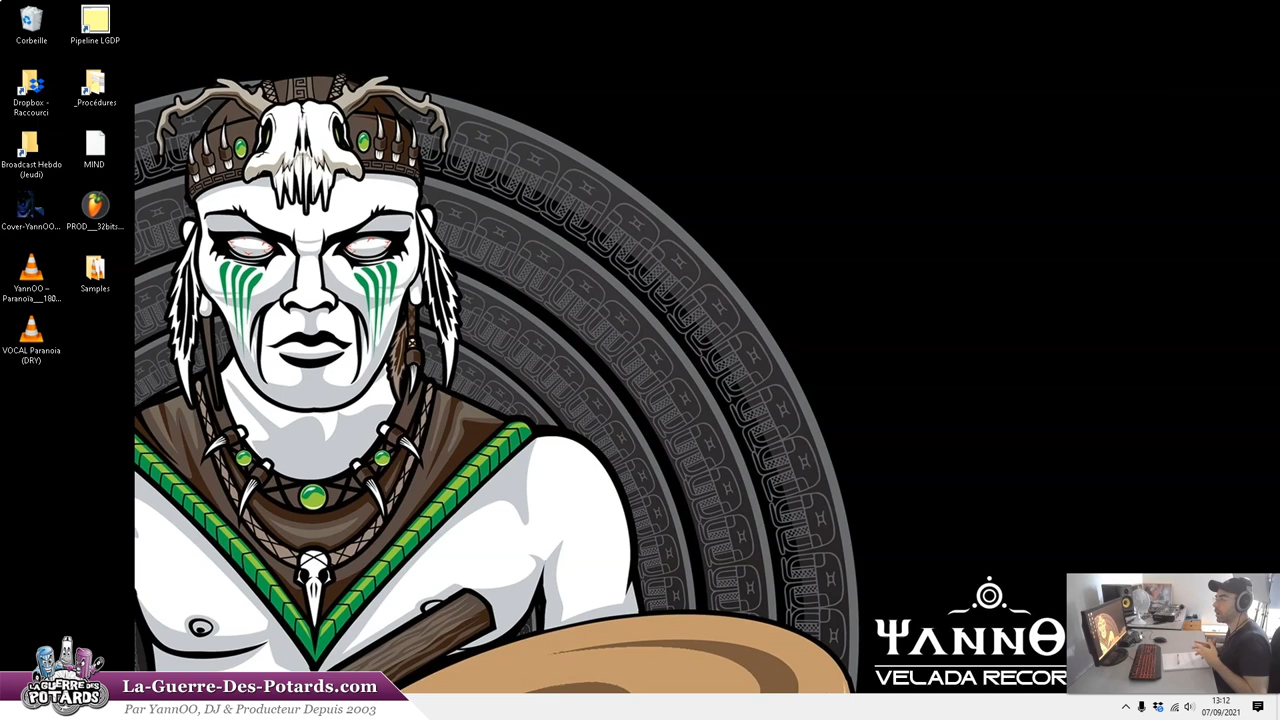 Corbeille
Pipeline LGDP
Dropbox -
Raccourci
_Procédures
Broadcast Hebdo
(Jeudi)
MIND
Cover-YannOO...
PROD__32bits...
YannOO –
Paranoïa__180...
Samples
VOCAL Paranoia
(DRY)
YANNO
VELADA RECOR
LA GUERRE DES
POTARDS
La-Guerre-Des-Potards.com
Par YannOO, DJ & Producteur Depuis 2003
13:12
07/09/2021